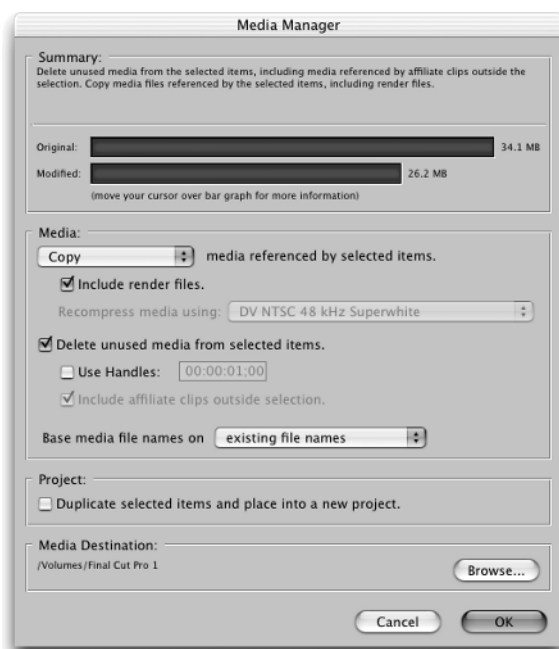 Media Manager
Summary:
Delete unused media from the selected items, including media referenced by affiliate clips outside the
selection. Copy media files referenced by the selected items, including render files.
Original: 34.1 MB
Modified: 26.2 MB
(move your cursor over bar graph for more information)
Media:
Copy media referenced by selected items.
Include render files.
Recompress media using: DV NTSC 48 kHz Superwhite
Delete unused media from selected items.
Use Handles: 00:00:01;00
Include affiliate clips outside selection.
Base media file names on existing file names
Project:
Duplicate selected items and place into a new project.
Media Destination:
/Volumes/Final Cut Pro 1
Browse...
Cancel OK